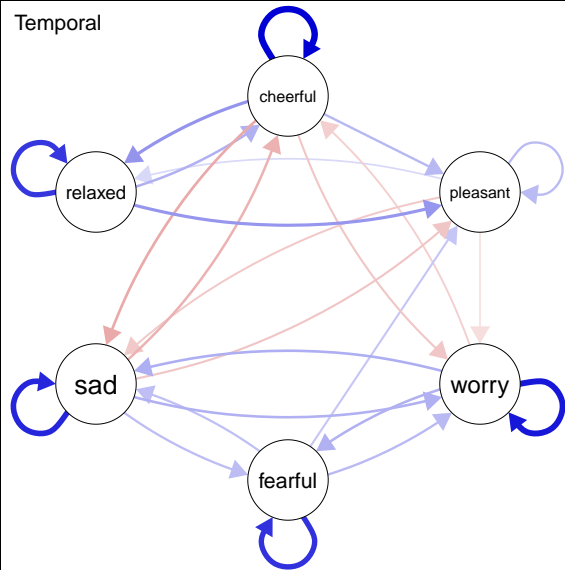 Temporal
cheerful
relaxed
pleasant
sad
worry
fearful